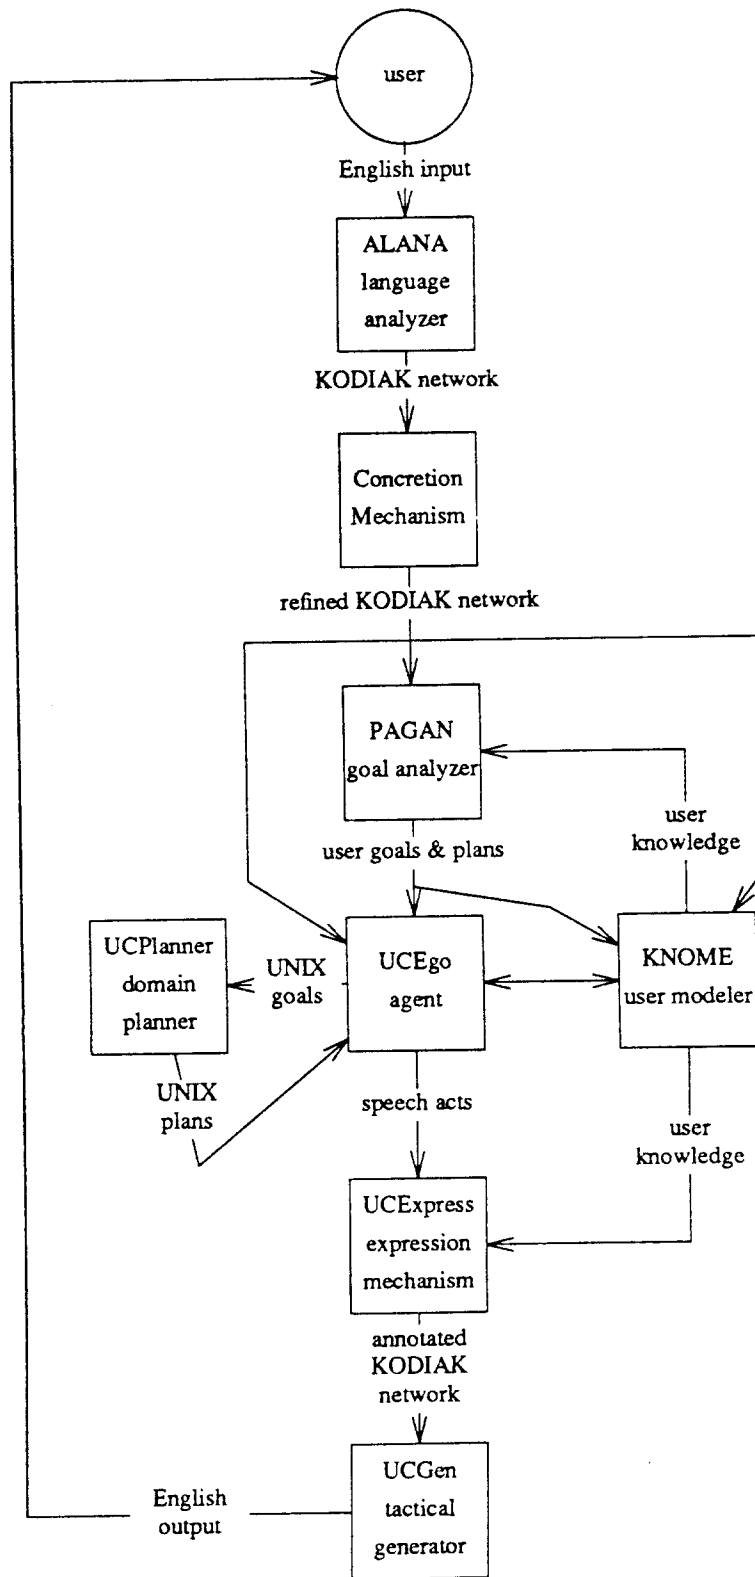 user
English input
ALANA
language
analyzer
KODIAK network
Concretion
Mechanism
refined KODIAK network
PAGAN
goal analyzer
user
knowledge
user goals & plans
UCPlanner
domain
planner
UNIX
goals
UCEgo
agent
KNOME
user modeler
UNIX
plans
speech acts
user
knowledge
UCExpress
expression
mechanism
annotated
KODIAK
network
UCGen
tactical
generator
English
output